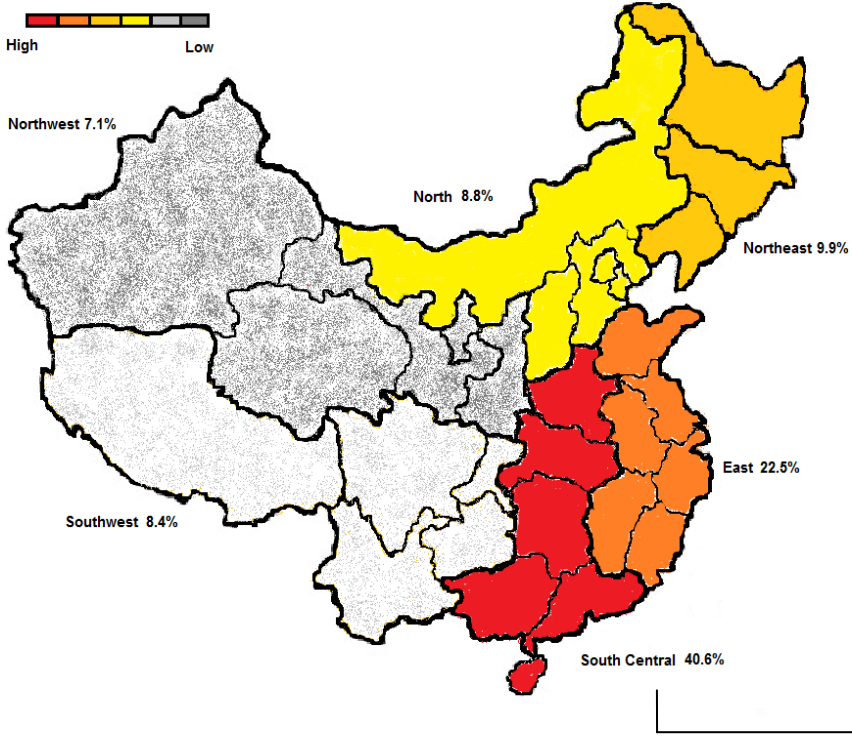 High
Low
Northwest 7.1%
North 8.8%
Northeast 9.9%
East 22.5%
Southwest 8.4%
South Central 40.6%